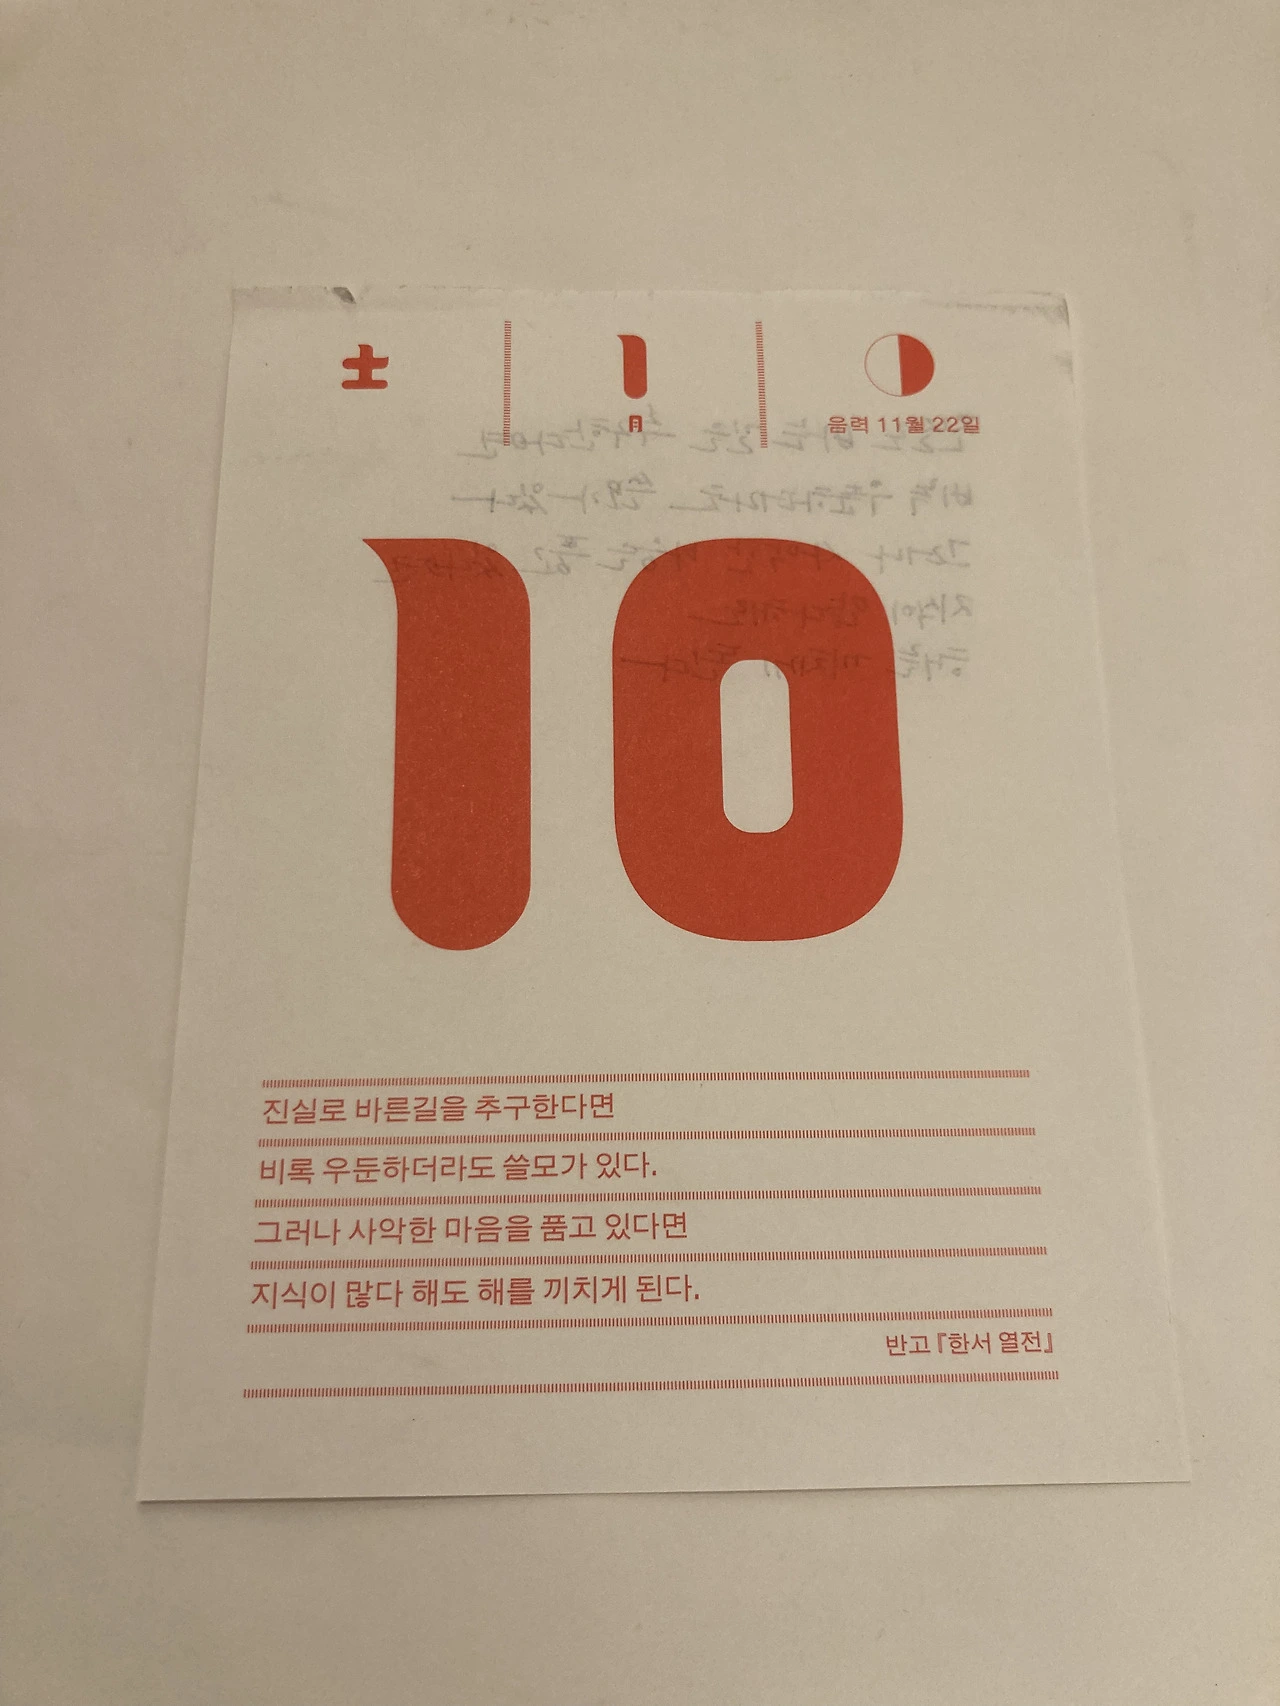 土
1
月
음력 11월 22일
10
진실로 바른길을 추구한다면
비록 우둔하더라도 쓸모가 있다.
그러나 사악한 마음을 품고 있다면
지식이 많다 해도 해를 끼치게 된다.
반고 『한서 열전』